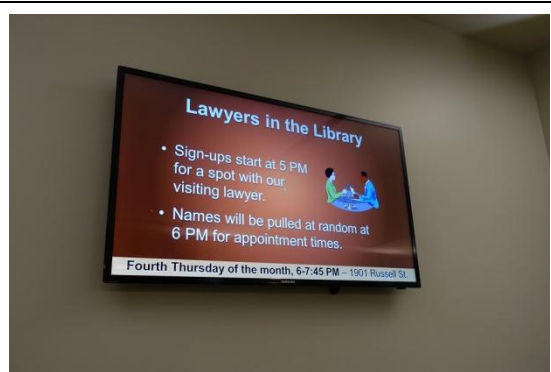 Lawyers in the Library
• Sign-ups start at 5 PM
for a spot with our
visiting lawyer.
• Names will be pulled at random at
6 PM for appointment times.
Fourth Thursday of the month, 6-7:45 PM – 1901 Russell St.
SAMSUNG